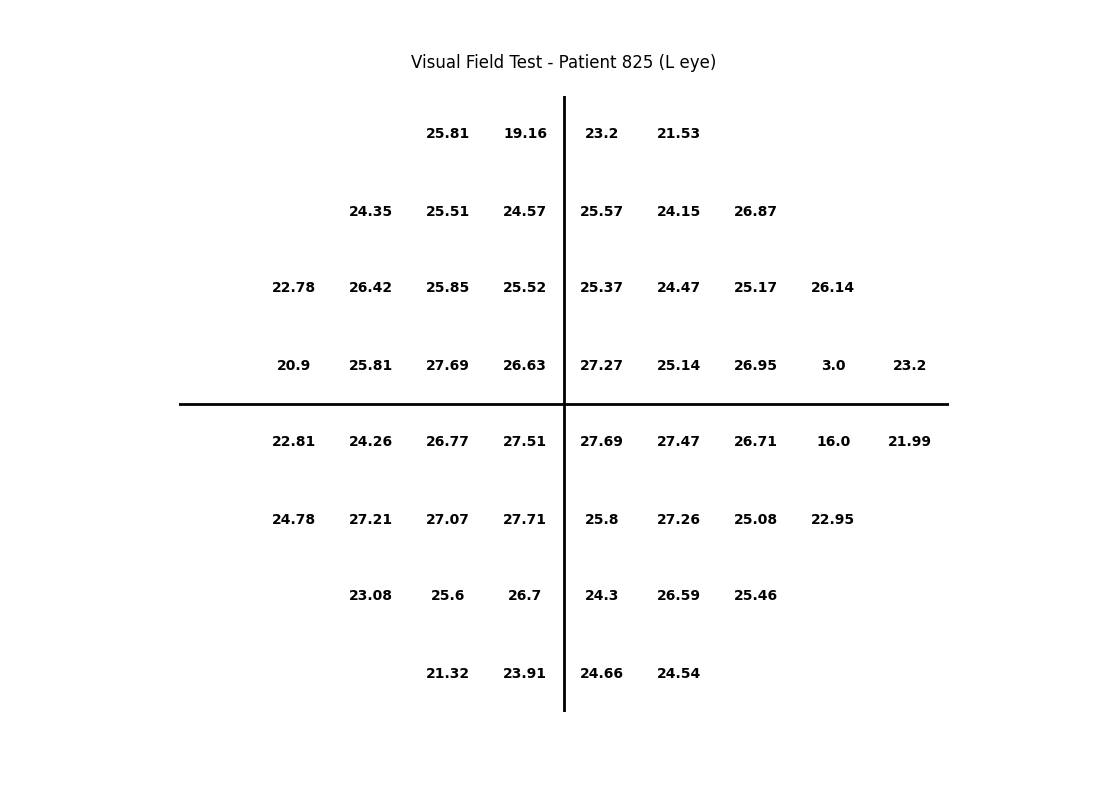 Visual Field Test - Patient 825 (L eye)
25.81 19.16 23.2 21.53
24.35 25.51 24.57 25.57 24.15 26.87
22.78 26.42 25.85 25.52 25.37 24.47 25.17 26.14
20.9 25.81 27.69 26.63 27.27 25.14 26.95 3.0 23.2
22.81 24.26 26.77 27.51 27.69 27.47 26.71 16.0 21.99
24.78 27.21 27.07 27.71 25.8 27.26 25.08 22.95
23.08 25.6 26.7 24.3 26.59 25.46
21.32 23.91 24.66 24.54